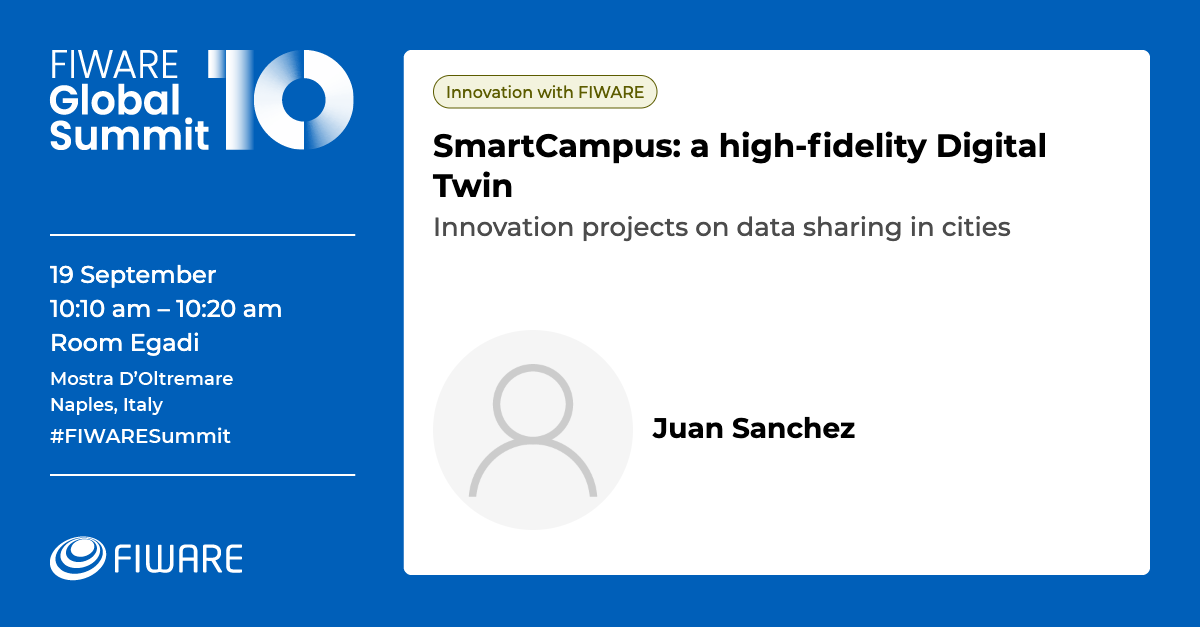 FIWARE
Global
Summit 10
19 September
10:10 am – 10:20 am
Room Egadi
Mostra D’Oltremare
Naples, Italy
#FIWARESummit
FIWARE
Innovation with FIWARE
SmartCampus: a high-fidelity Digital
Twin
Innovation projects on data sharing in cities
Juan Sanchez